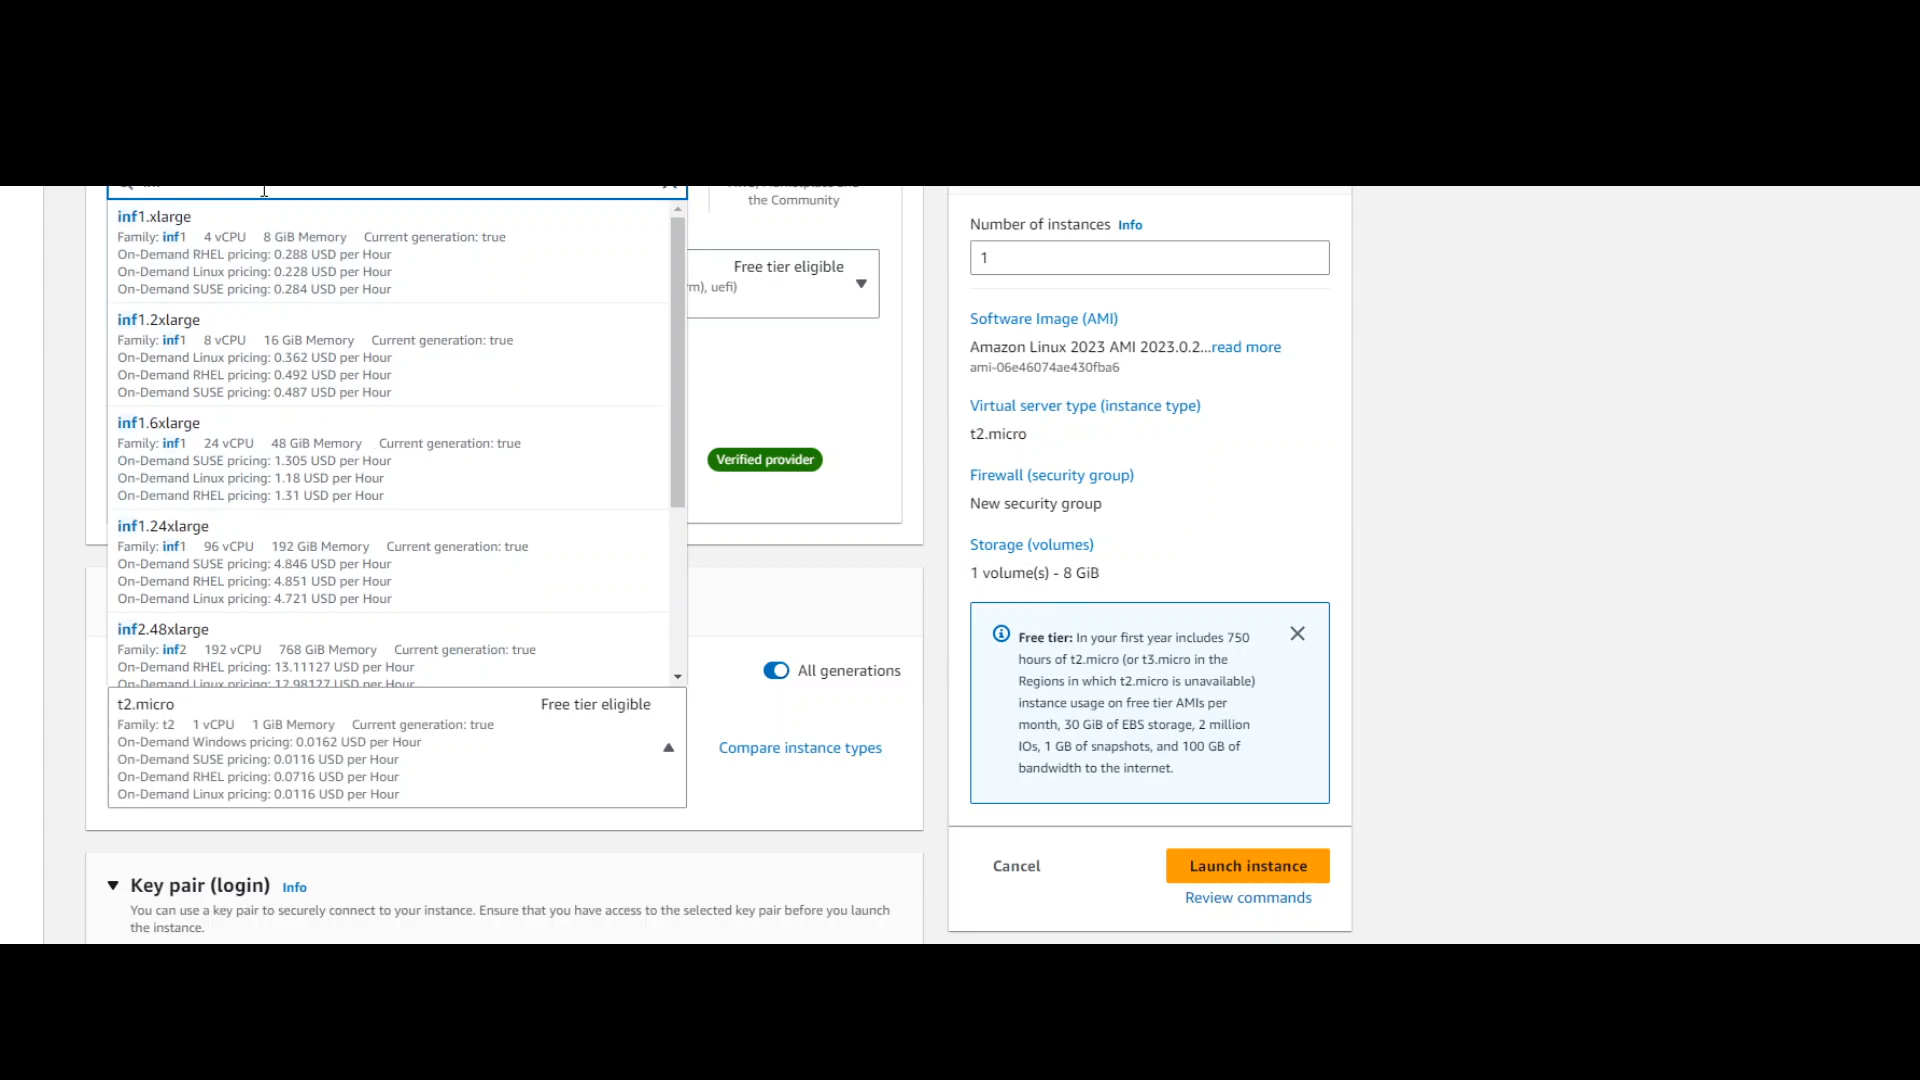 the Community
inf1.xlarge
Family: inf1 4 vCPU 8 GiB Memory Current generation: true
On-Demand RHEL pricing: 0.288 USD per Hour
On-Demand Linux pricing: 0.228 USD per Hour
On-Demand SUSE pricing: 0.284 USD per Hour
inf1.2xlarge
Family: inf1 8 vCPU 16 GiB Memory Current generation: true
On-Demand Linux pricing: 0.362 USD per Hour
On-Demand RHEL pricing: 0.492 USD per Hour
On-Demand SUSE pricing: 0.487 USD per Hour
inf1.6xlarge
Family: inf1 24 vCPU 48 GiB Memory Current generation: true
On-Demand SUSE pricing: 1.305 USD per Hour
On-Demand Linux pricing: 1.18 USD per Hour
On-Demand RHEL pricing: 1.31 USD per Hour
inf1.24xlarge
Family: inf1 96 vCPU 192 GiB Memory Current generation: true
On-Demand SUSE pricing: 4.846 USD per Hour
On-Demand RHEL pricing: 4.851 USD per Hour
On-Demand Linux pricing: 4.721 USD per Hour
inf2.48xlarge
Family: inf2 192 vCPU 768 GiB Memory Current generation: true
On-Demand RHEL pricing: 13.11127 USD per Hour
On-Demand Linux pricing: 12.98127 USD per Hour
t2.micro Free tier eligible
Family: t2 1 vCPU 1 GiB Memory Current generation: true
On-Demand Windows pricing: 0.0162 USD per Hour
On-Demand SUSE pricing: 0.0116 USD per Hour
On-Demand RHEL pricing: 0.0716 USD per Hour
On-Demand Linux pricing: 0.0116 USD per Hour
Free tier eligible
rm), uefi)
Verified provider
All generations
Compare instance types
Key pair (login) Info
You can use a key pair to securely connect to your instance. Ensure that you have access to the selected key pair before you launch
the instance.
Number of instances Info
1
Software Image (AMI)
Amazon Linux 2023 AMI 2023.0.2...read more
ami-06e46074ae430fba6
Virtual server type (instance type)
t2.micro
Firewall (security group)
New security group
Storage (volumes)
1 volume(s) - 8 GiB
Free tier: In your first year includes 750
hours of t2.micro (or t3.micro in the
Regions in which t2.micro is unavailable)
instance usage on free tier AMIs per
month, 30 GiB of EBS storage, 2 million
IOs, 1 GB of snapshots, and 100 GB of
bandwidth to the internet.
Cancel
Launch instance
Review commands